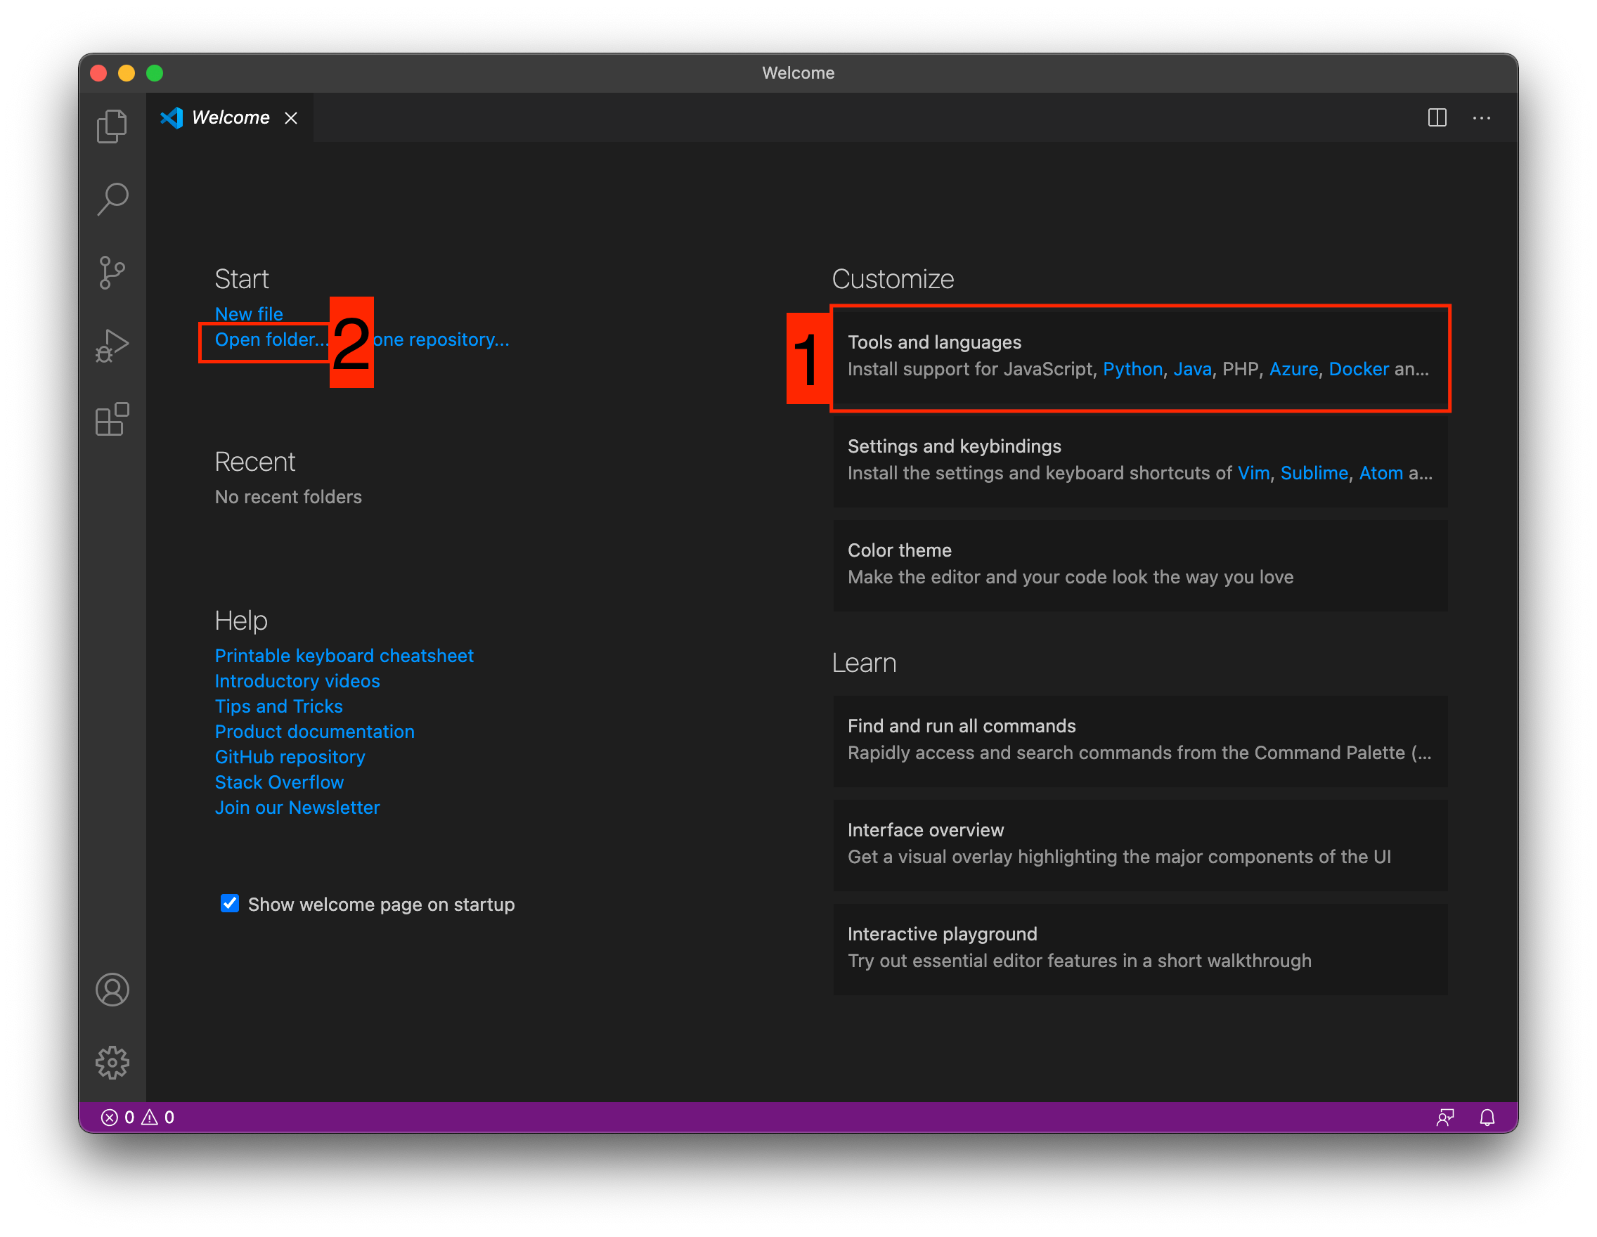 Welcome
Welcome
Start
New file
Open folder... 2 one repository...
Recent
No recent folders
Help
Printable keyboard cheatsheet
Introductory videos
Tips and Tricks
Product documentation
GitHub repository
Stack Overflow
Join our Newsletter
Show welcome page on startup
Customize
1
Tools and languages
Install support for JavaScript, Python, Java, PHP, Azure, Docker an...
Settings and keybindings
Install the settings and keyboard shortcuts of Vim, Sublime, Atom a...
Color theme
Make the editor and your code look the way you love
Learn
Find and run all commands
Rapidly access and search commands from the Command Palette (...
Interface overview
Get a visual overlay highlighting the major components of the UI
Interactive playground
Try out essential editor features in a short walkthrough
0 0